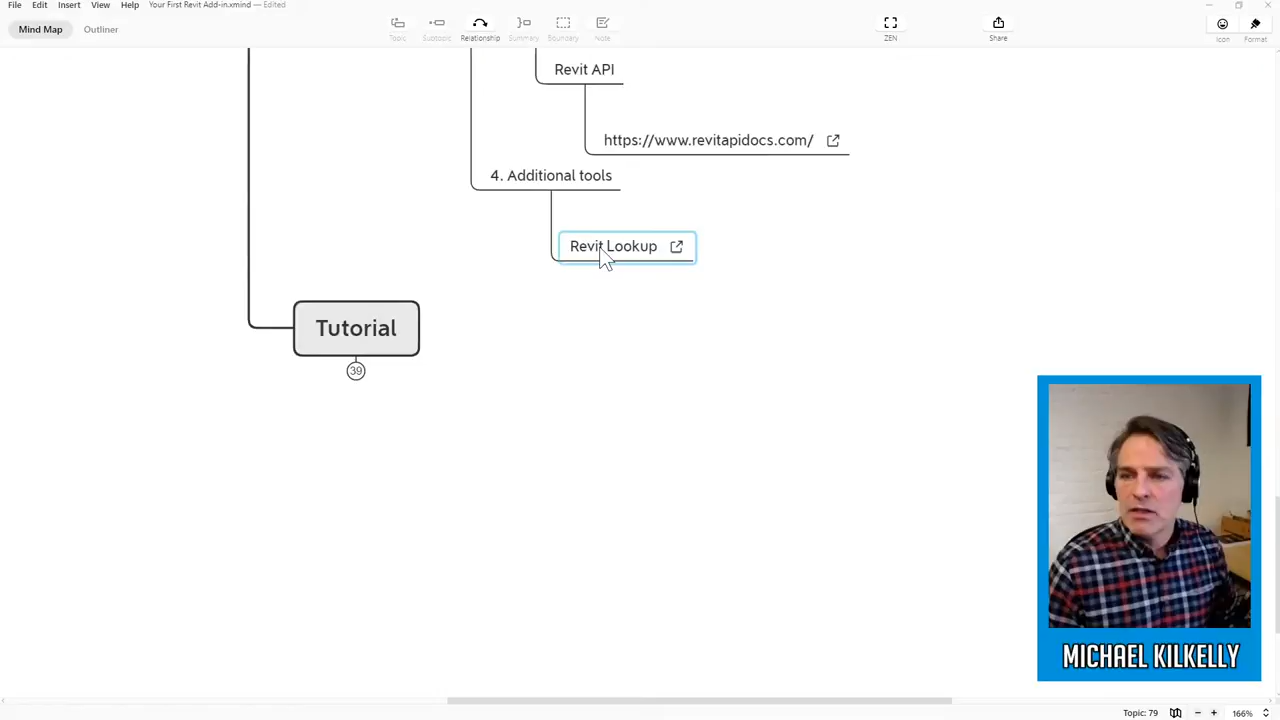 File Edit Insert View Help Your First Revit Add-in.xmind — Edited
Mind Map Outliner
Topic Subtopic Relationship Summary Boundary Note ZEN Share Icon Format
Revit API
https://www.revitapidocs.com/
4. Additional tools
Revit Lookup
Tutorial
39
MICHAEL KILKELLY
Topic: 79 166%